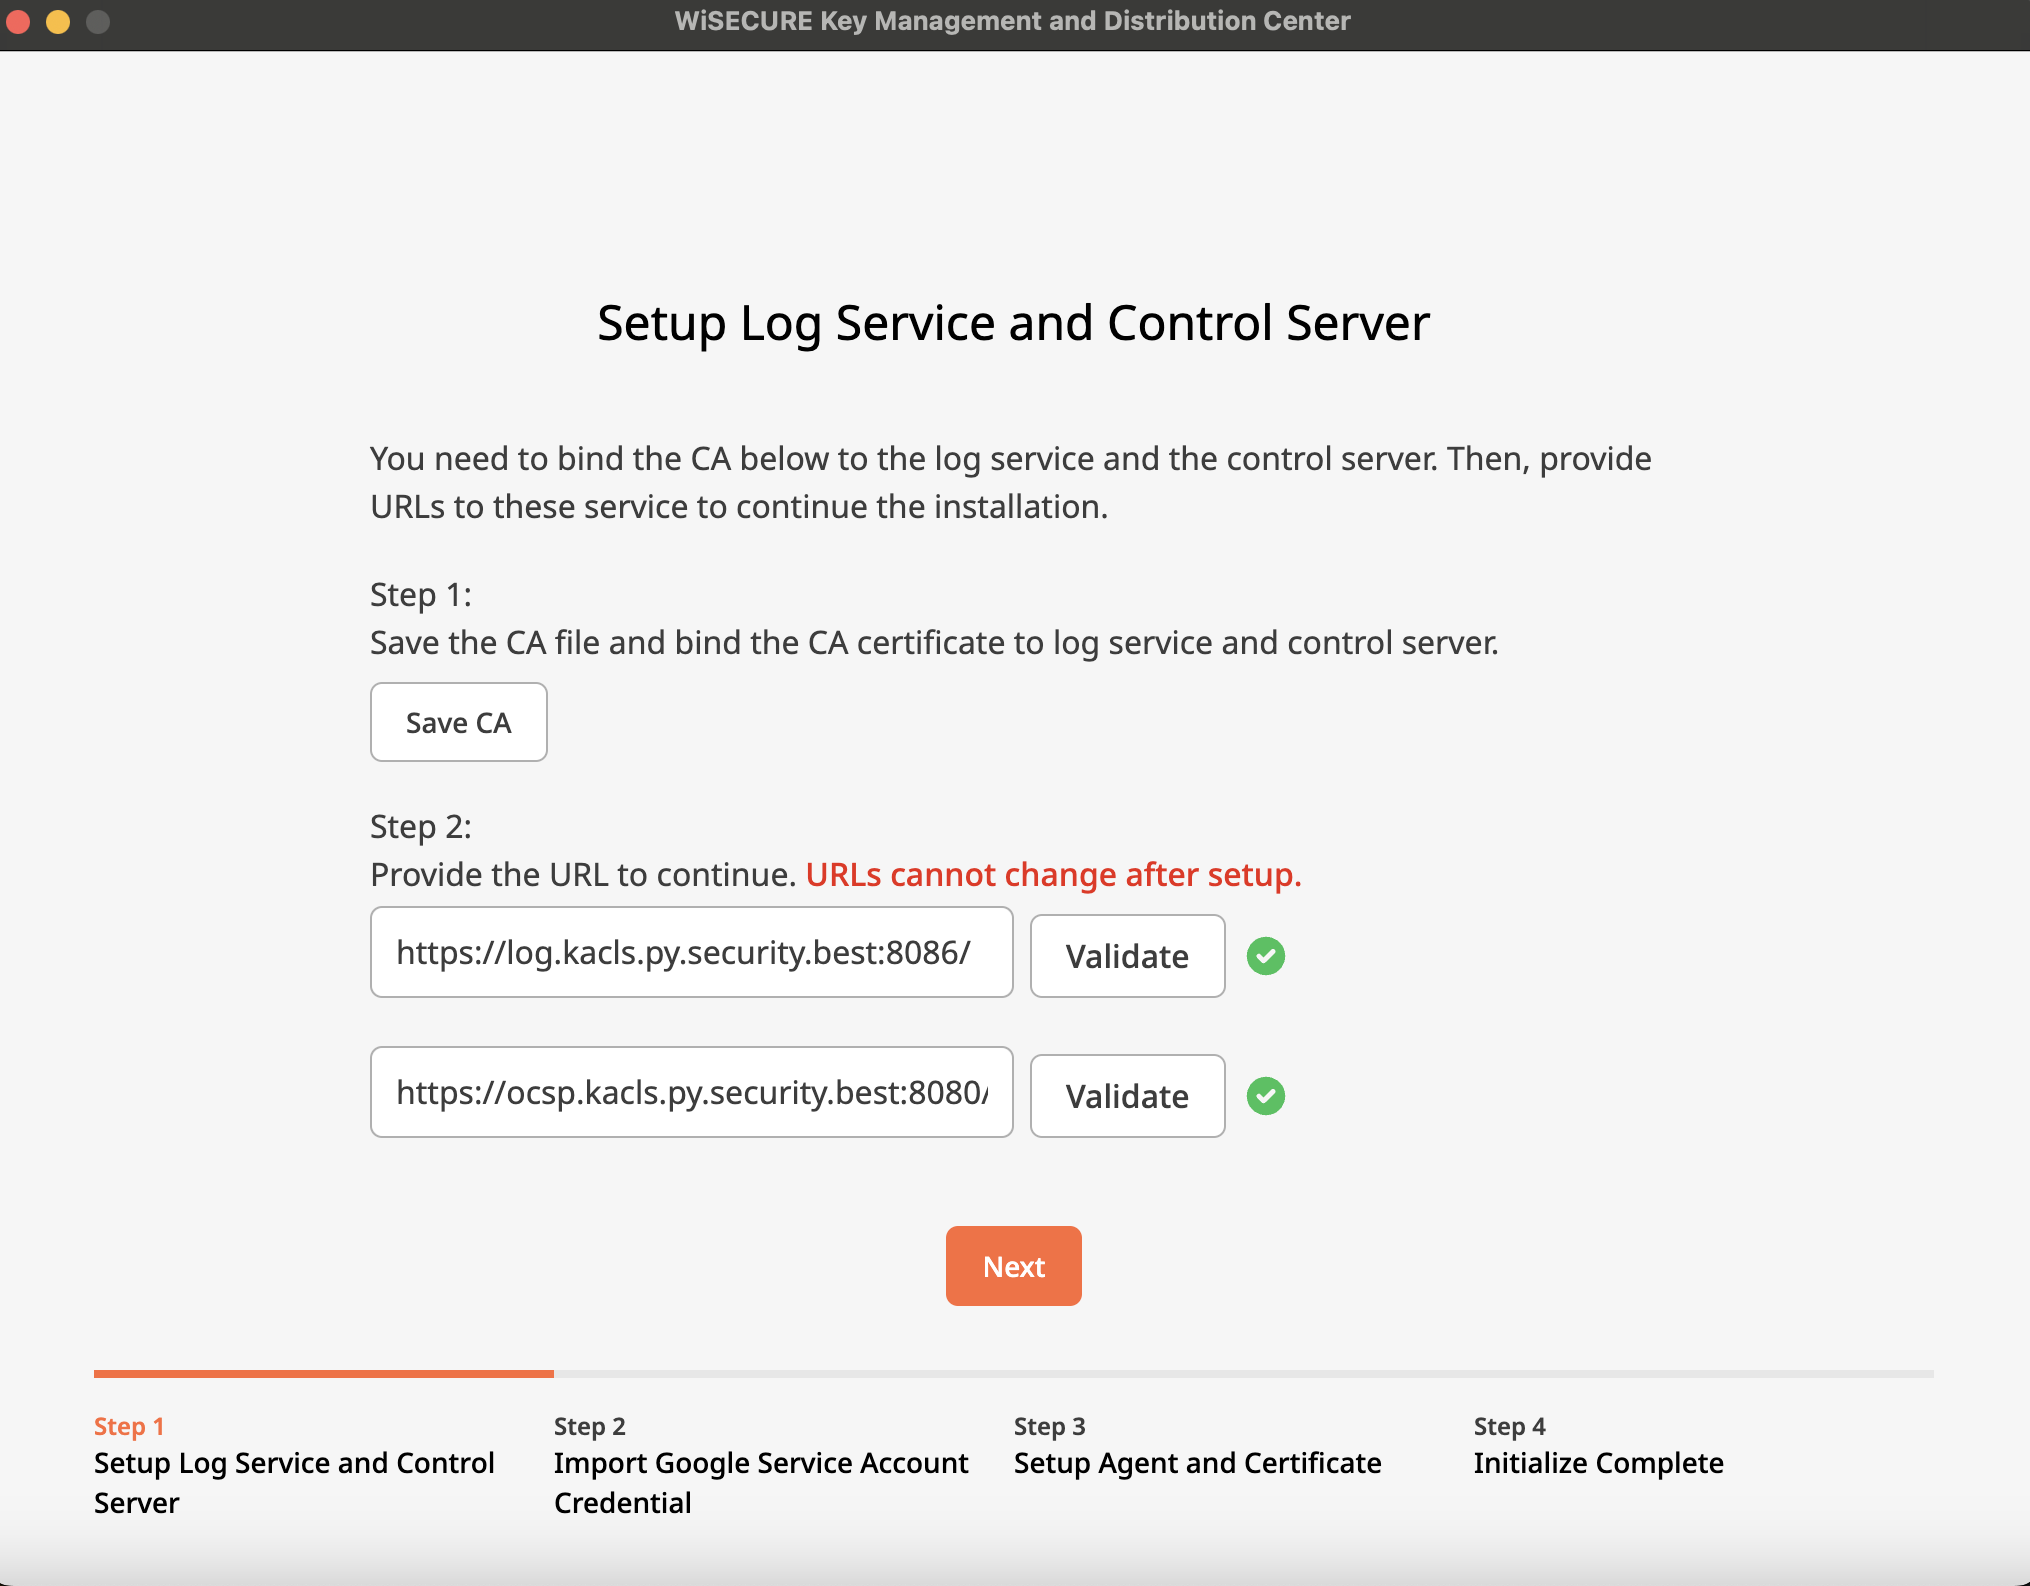 WiSECURE Key Management and Distribution Center
Setup Log Service and Control Server
You need to bind the CA below to the log service and the control server. Then, provide
URLs to these service to continue the installation.
Step 1:
Save the CA file and bind the CA certificate to log service and control server.
Save CA
Step 2:
Provide the URL to continue. URLs cannot change after setup.
https://log.kacls.py.security.best:8086/ Validate
https://ocsp.kacls.py.security.best:8080/ Validate
Next
Step 1
Setup Log Service and Control
Server
Step 2
Import Google Service Account
Credential
Step 3
Setup Agent and Certificate
Step 4
Initialize Complete